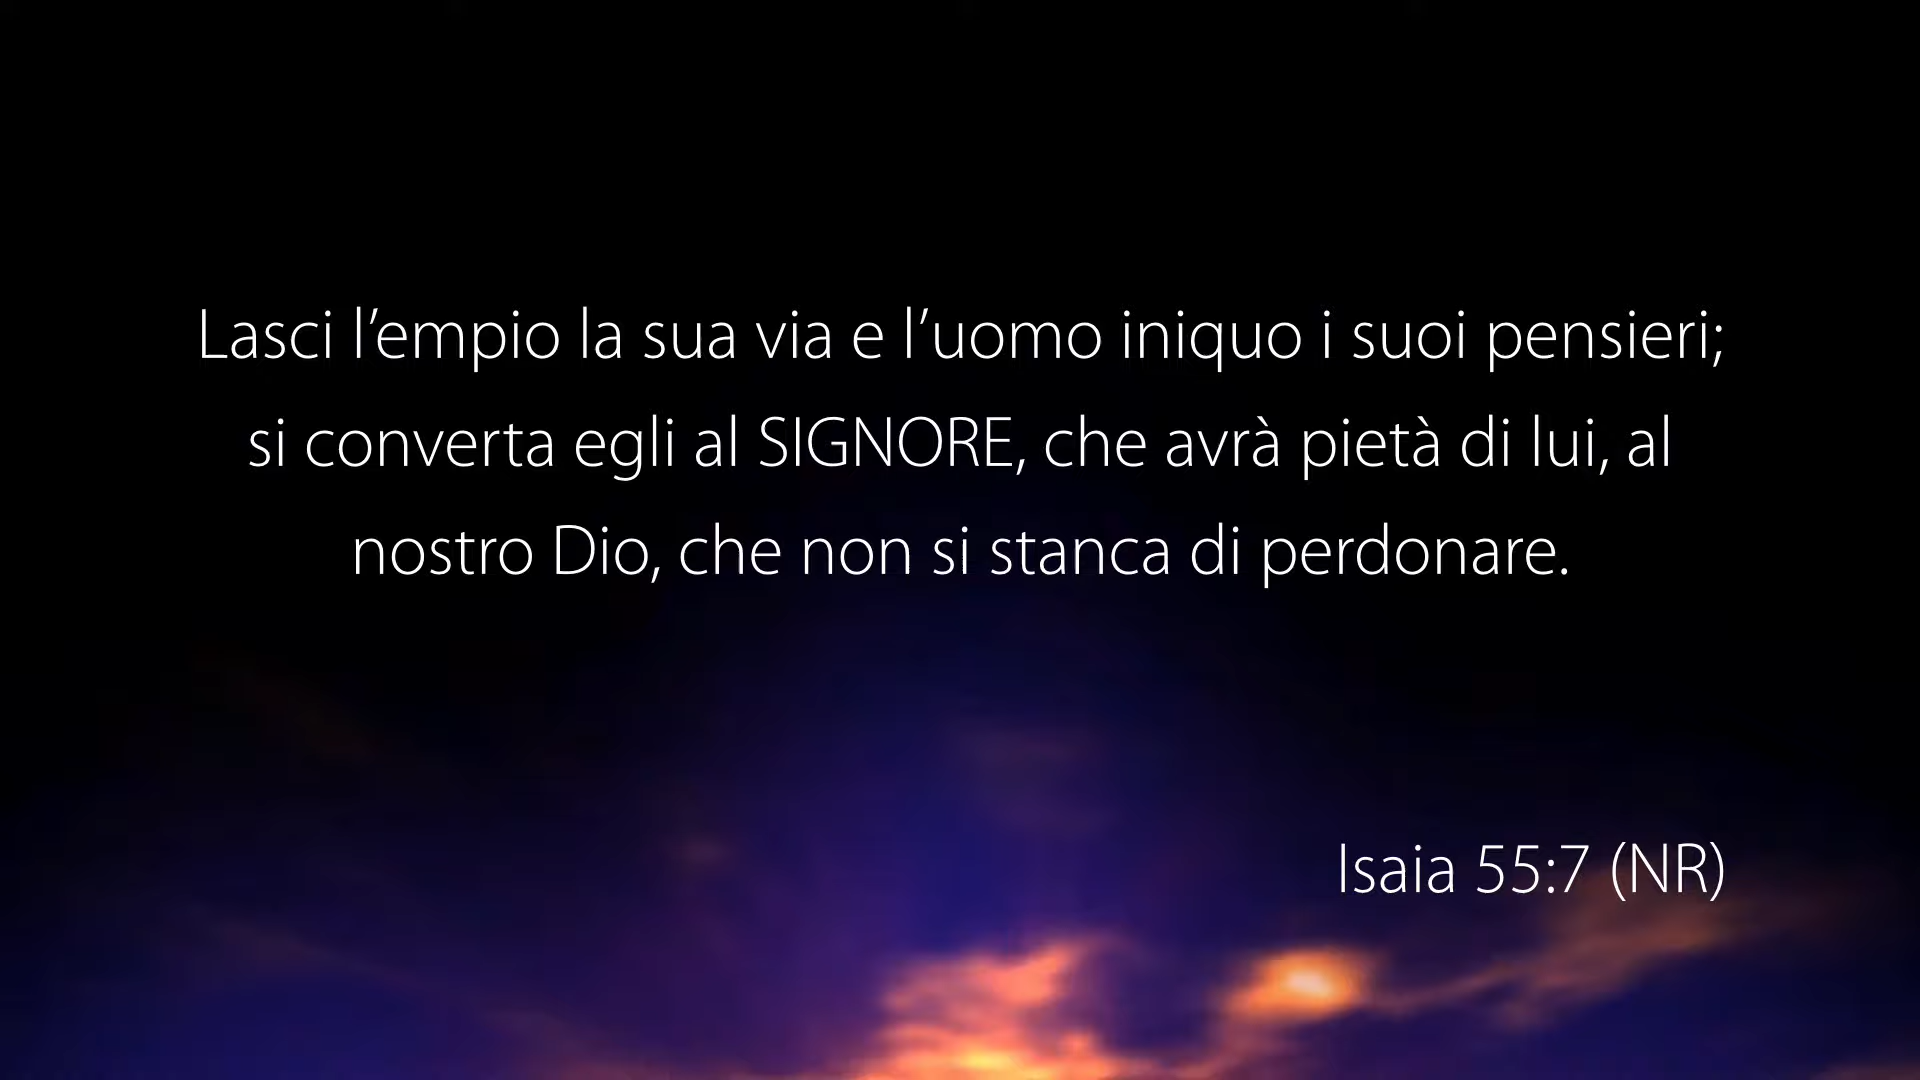 Lasci l’empio la sua via e l’uomo iniquo i suoi pensieri;
si converta egli al SIGNORE, che avrà pietà di lui, al
nostro Dio, che non si stanca di perdonare.
Isaia 55:7 (NR)